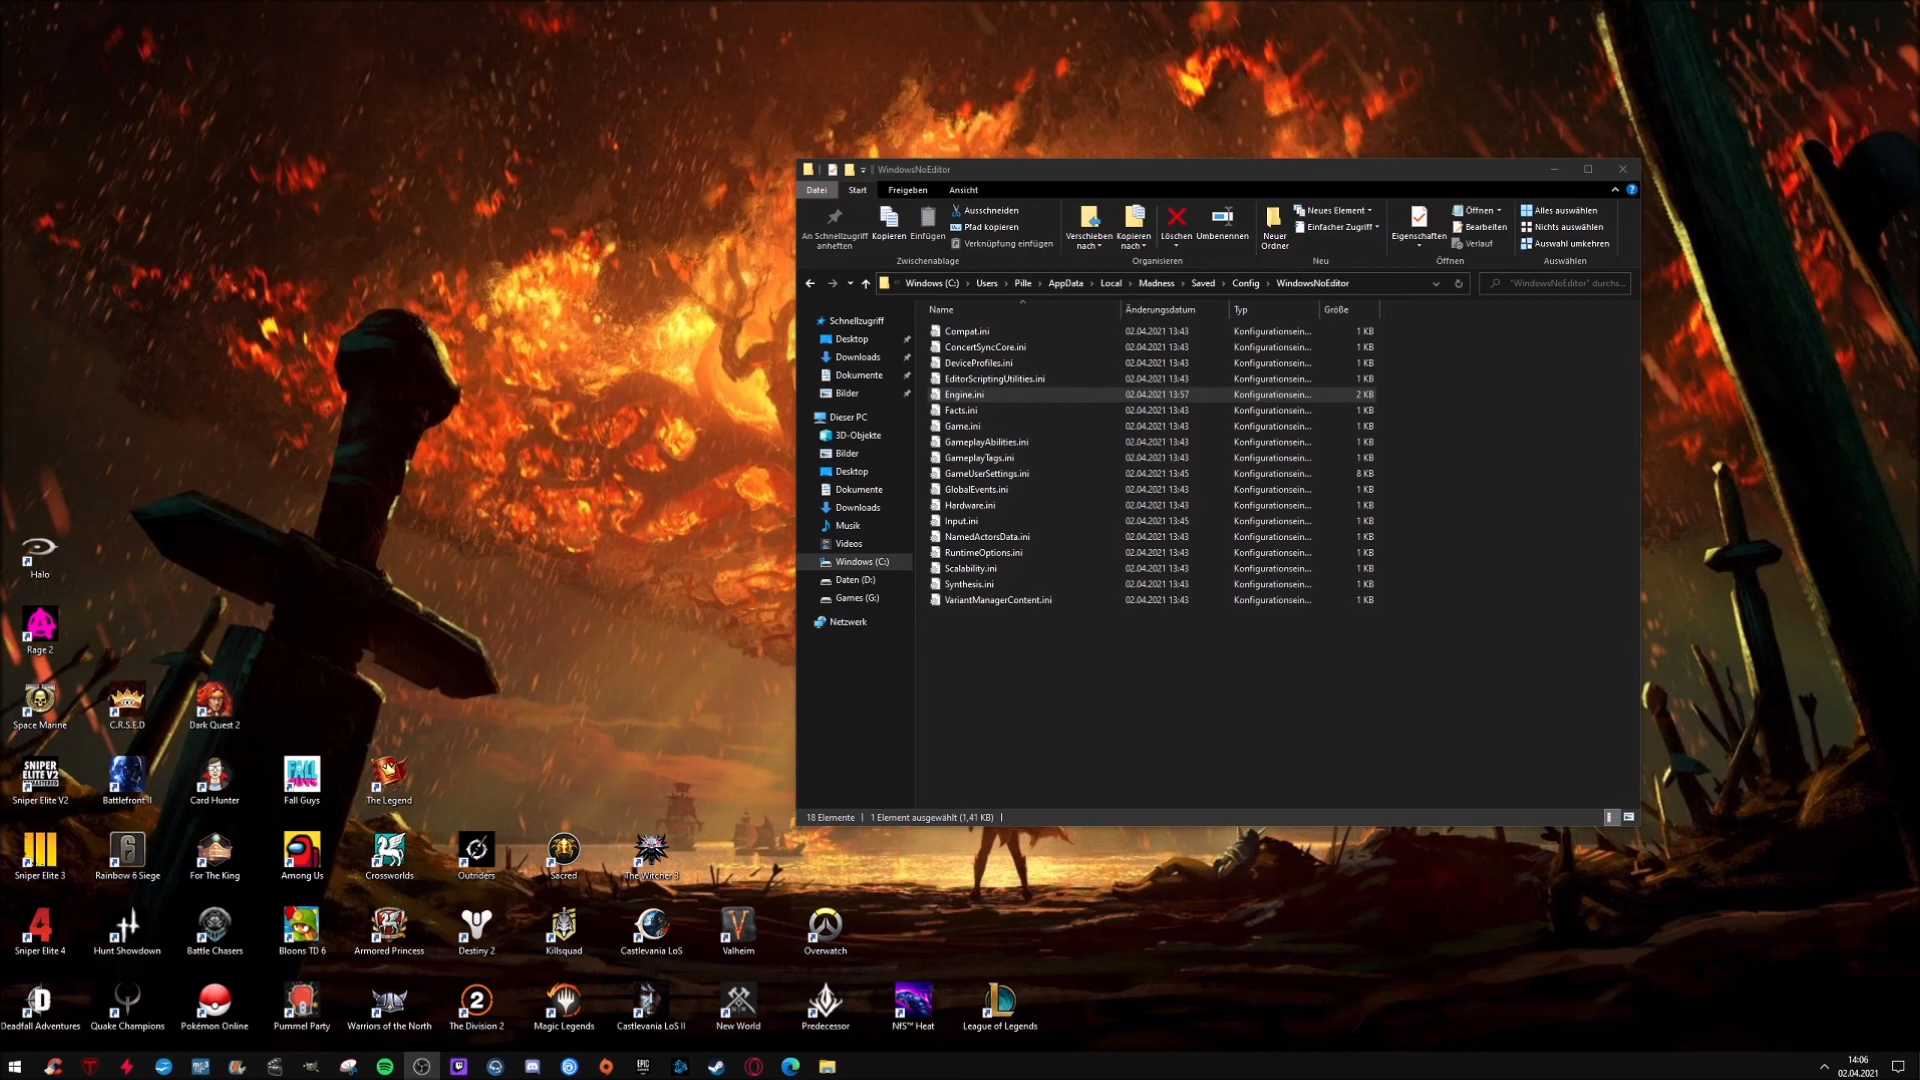 WindowsNoEditor
Datei Start Freigeben Ansicht
An Schnellzugriff anheften
Kopieren
Einfügen
Ausschneiden
Pfad kopieren
Verknüpfung einfügen
Zwischenablage
Verschieben nach
Kopieren nach
Löschen
Umbenennen
Organisieren
Neuer Ordner
Neues Element
Einfacher Zugriff
Neu
Eigenschaften
Öffnen
Bearbeiten
Verlauf
Öffnen
Alles auswählen
Nichts auswählen
Auswahl umkehren
Auswählen
Windows (C:) › Users › Pille › AppData › Local › Madness › Saved › Config › WindowsNoEditor
"WindowsNoEditor" durchs...
Name Änderungsdatum Typ Größe
Schnellzugriff
Desktop
Downloads
Dokumente
Bilder
Dieser PC
3D-Objekte
Bilder
Desktop
Dokumente
Downloads
Musik
Videos
Windows (C:)
Daten (D:)
Games (G:)
Netzwerk
Compat.ini 02.04.2021 13:43 Konfigurationsein... 1 KB
ConcertSyncCore.ini 02.04.2021 13:43 Konfigurationsein... 1 KB
DeviceProfiles.ini 02.04.2021 13:43 Konfigurationsein... 1 KB
EditorScriptingUtilities.ini 02.04.2021 13:43 Konfigurationsein... 1 KB
Engine.ini 02.04.2021 13:57 Konfigurationsein... 2 KB
Facts.ini 02.04.2021 13:43 Konfigurationsein... 1 KB
Game.ini 02.04.2021 13:43 Konfigurationsein... 1 KB
GameplayAbilities.ini 02.04.2021 13:43 Konfigurationsein... 1 KB
GameplayTags.ini 02.04.2021 13:43 Konfigurationsein... 1 KB
GameUserSettings.ini 02.04.2021 13:45 Konfigurationsein... 8 KB
GlobalEvents.ini 02.04.2021 13:43 Konfigurationsein... 1 KB
Hardware.ini 02.04.2021 13:43 Konfigurationsein... 1 KB
Input.ini 02.04.2021 13:45 Konfigurationsein... 1 KB
NamedActorsData.ini 02.04.2021 13:43 Konfigurationsein... 1 KB
RuntimeOptions.ini 02.04.2021 13:43 Konfigurationsein... 1 KB
Scalability.ini 02.04.2021 13:43 Konfigurationsein... 1 KB
Synthesis.ini 02.04.2021 13:43 Konfigurationsein... 1 KB
VariantManagerContent.ini 02.04.2021 13:43 Konfigurationsein... 1 KB
18 Elemente 1 Element ausgewählt (1,41 KB)
Halo
Rage 2
Space Marine C.R.S.E.D Dark Quest 2
SNIPER ELITE V2 REMASTERED
FALL GUYS
Sniper Elite V2 Battlefront II Card Hunter Fall Guys The Legend
Sniper Elite 3 Rainbow 6 Siege For The King Among Us Crossworlds Outriders Sacred The Witcher 3
Sniper Elite 4 Hunt Showdown Battle Chasers Bloons TD 6 Armored Princess Destiny 2 Killsquad Castlevania LoS Valheim Overwatch
Deadfall Adventures Quake Champions Pokémon Online Pummel Party Warriors of the North The Division 2 Magic Legends Castlevania LoS II New World Predecessor NfS™ Heat League of Legends
EPIC
14:06
02.04.2021